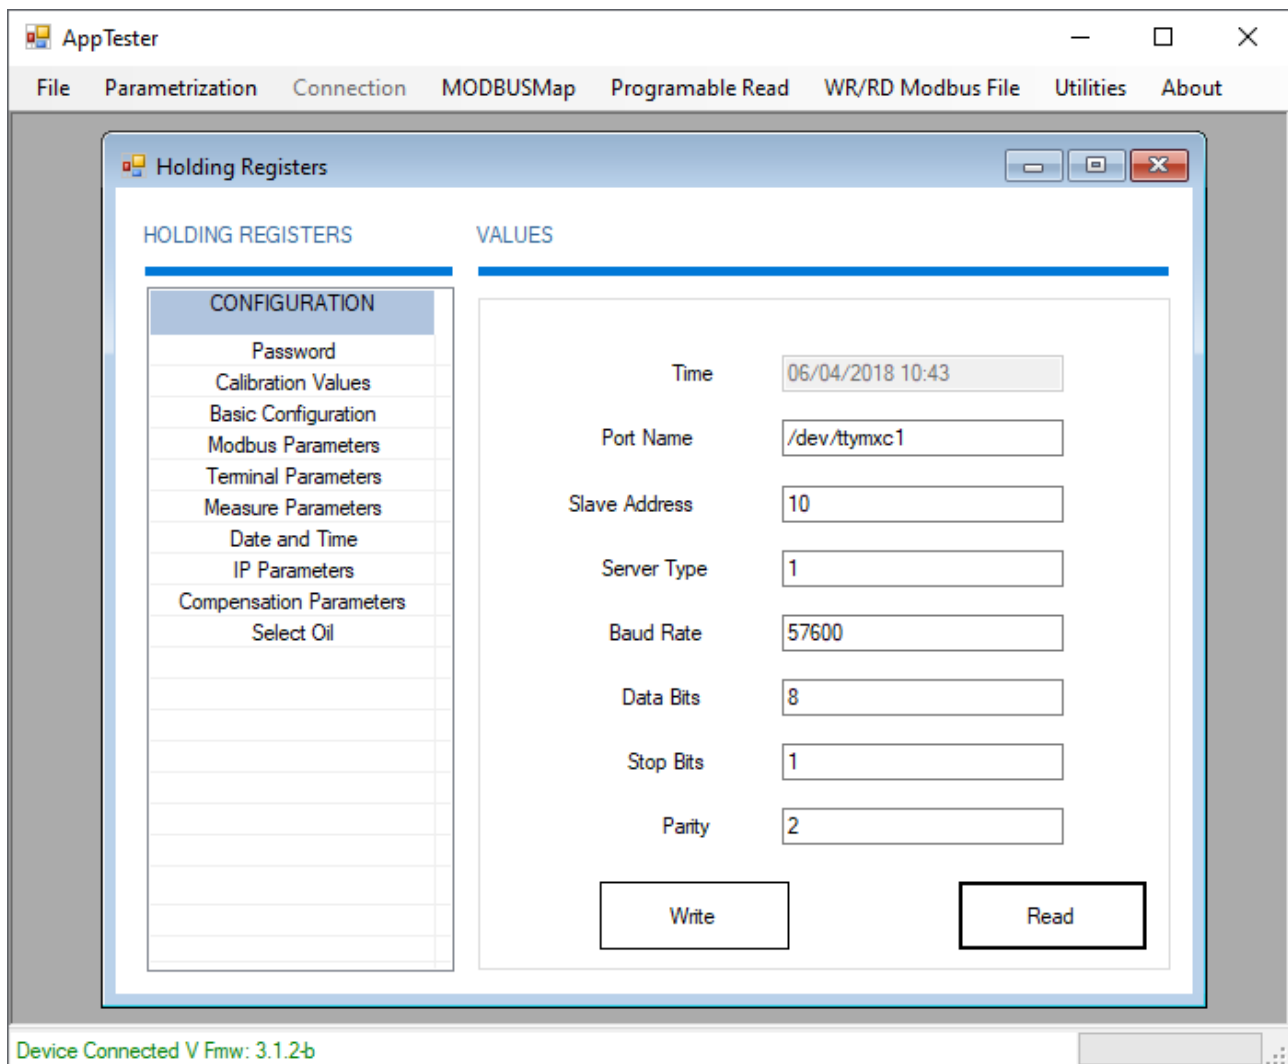 AppTester
File Parametrization Connection MODBUSMap Programable Read WR/RD Modbus File Utilities About
Holding Registers
HOLDING REGISTERS
CONFIGURATION
Password
Calibration Values
Basic Configuration
Modbus Parameters
Terminal Parameters
Measure Parameters
Date and Time
IP Parameters
Compensation Parameters
Select Oil
VALUES
Time 06/04/2018 10:43
Port Name /dev/ttymxc1
Slave Address 10
Server Type 1
Baud Rate 57600
Data Bits 8
Stop Bits 1
Parity 2
Write Read
Device Connected V Fmw: 3.1.2-b